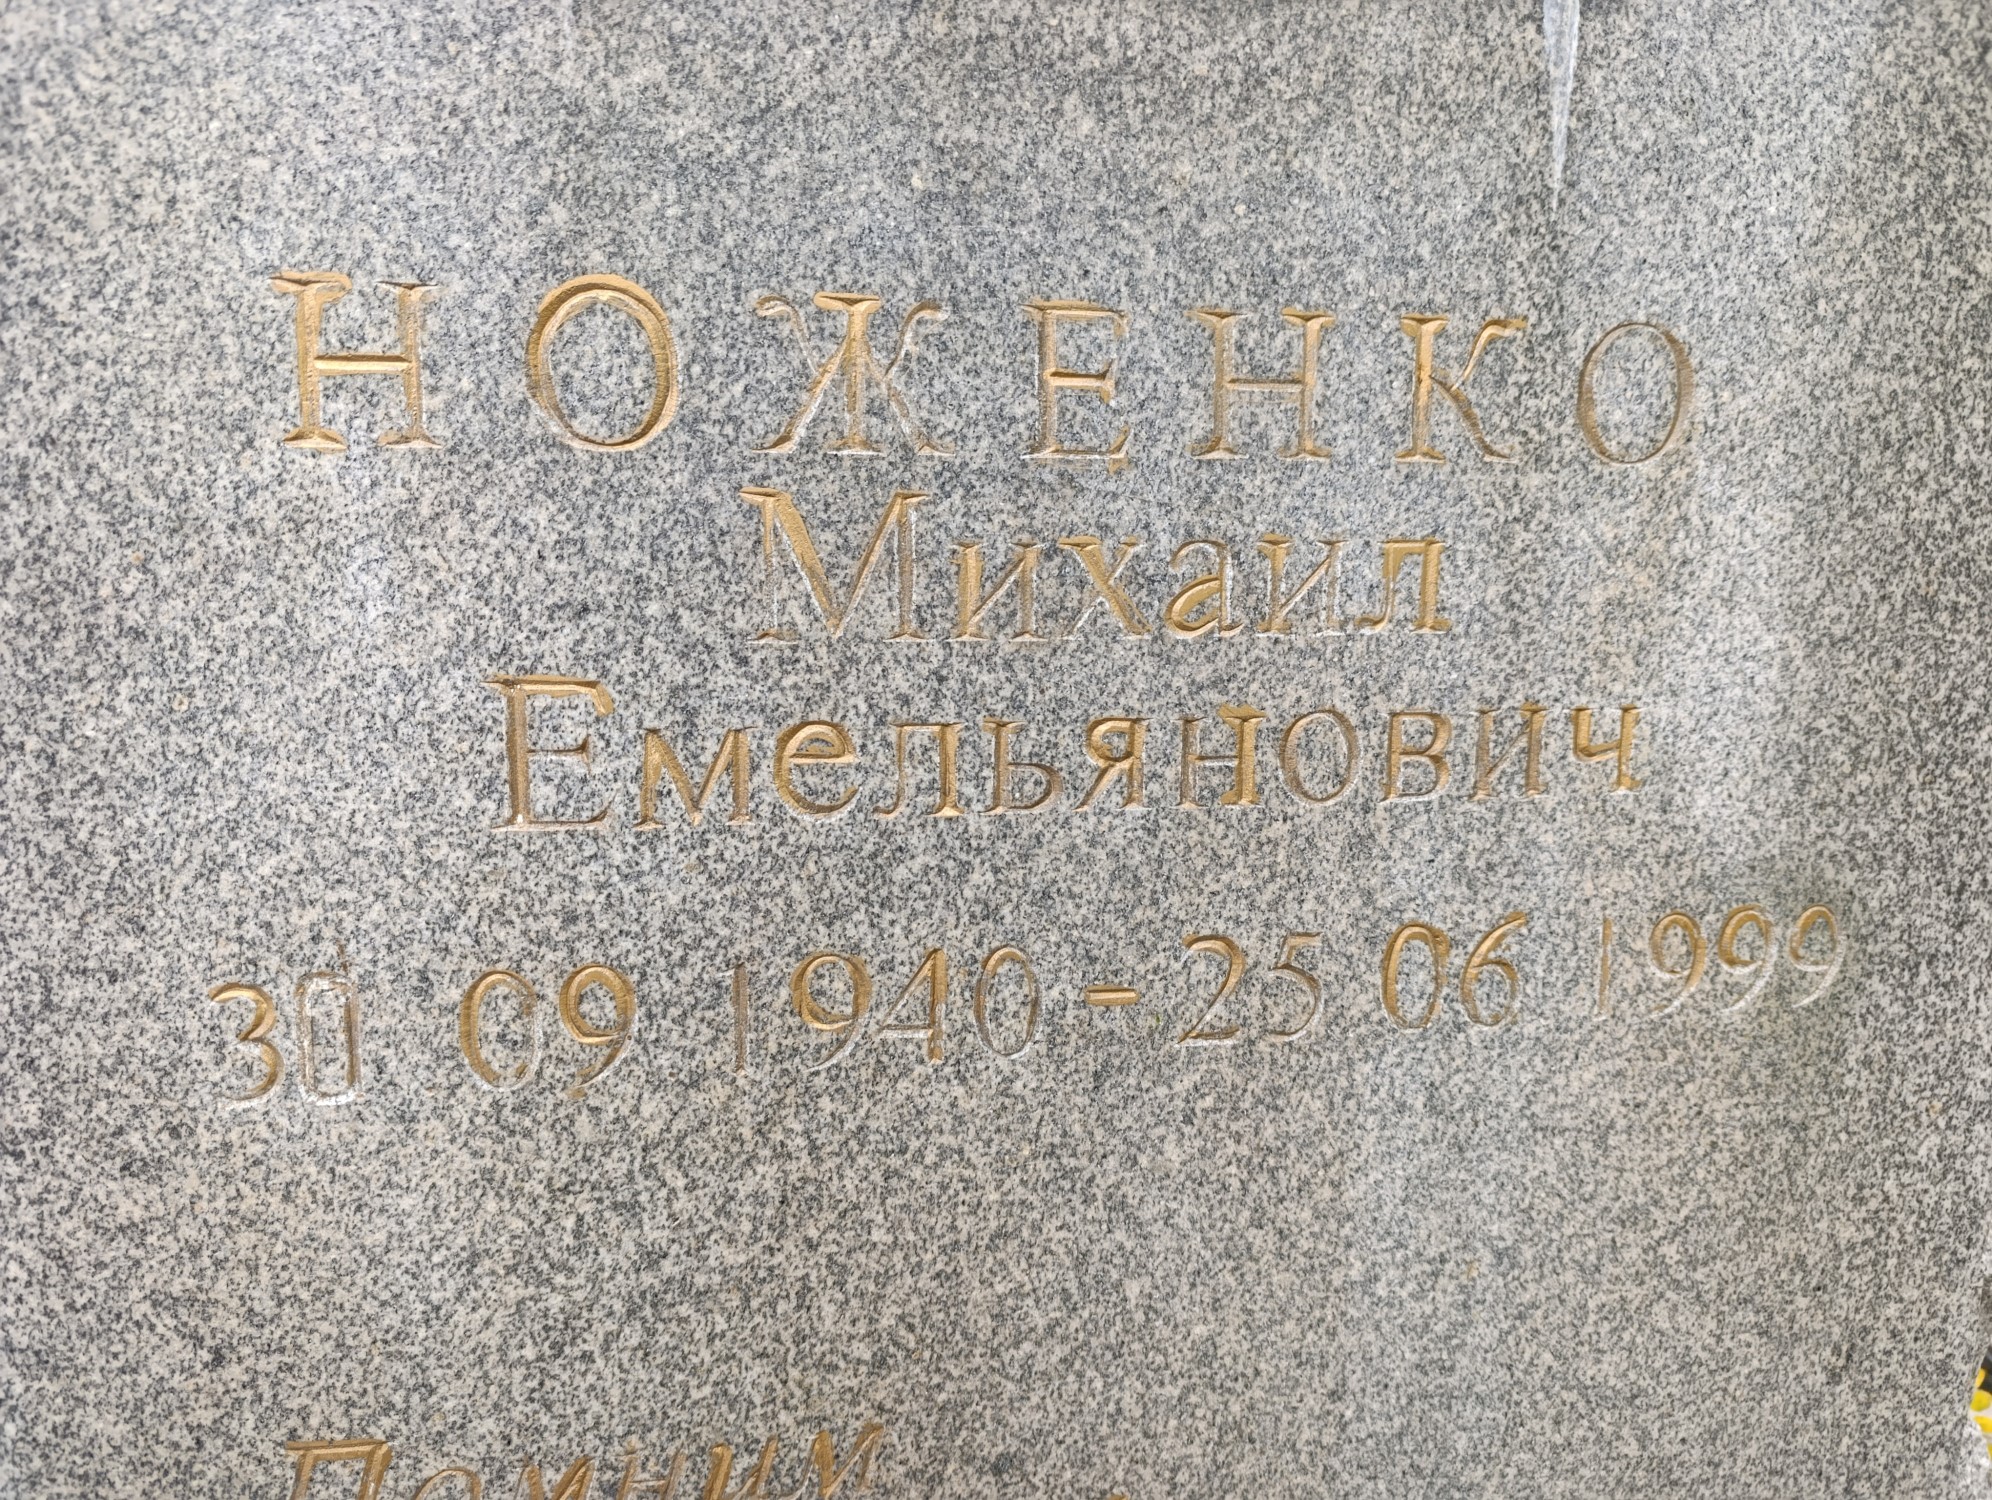 НОЖЕНКО
Михаил
Емельянович
30 09 1940 - 25 06 1999
Помним